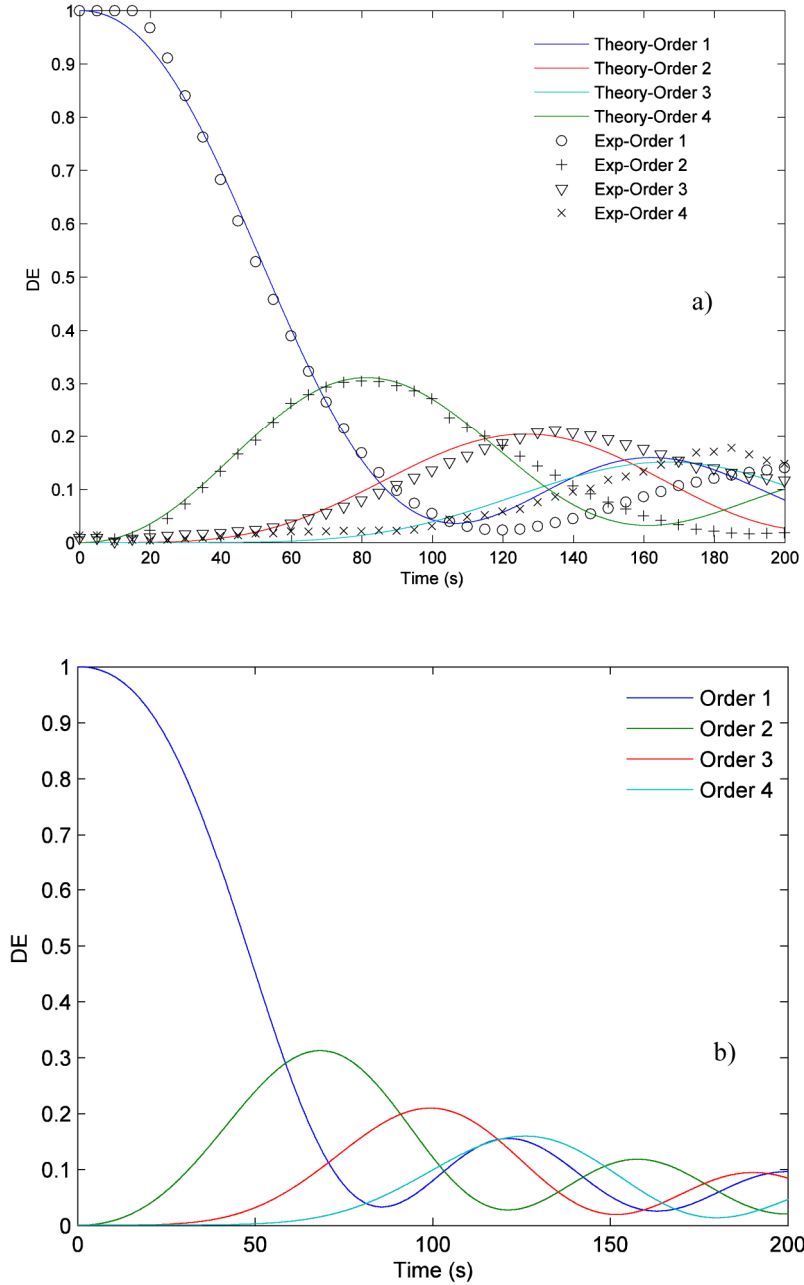 1
0.9
0.8
0.7
0.6
0.5
0.4
0.3
0.2
0.1
0
DE
0 20 40 60 80 100 120 140 160 180 200
Time (s)
Theory-Order 1
Theory-Order 2
Theory-Order 3
Theory-Order 4
Exp-Order 1
Exp-Order 2
Exp-Order 3
Exp-Order 4
a)
1
0.9
0.8
0.7
0.6
0.5
0.4
0.3
0.2
0.1
0
DE
0 50 100 150 200
Time (s)
Order 1
Order 2
Order 3
Order 4
b)